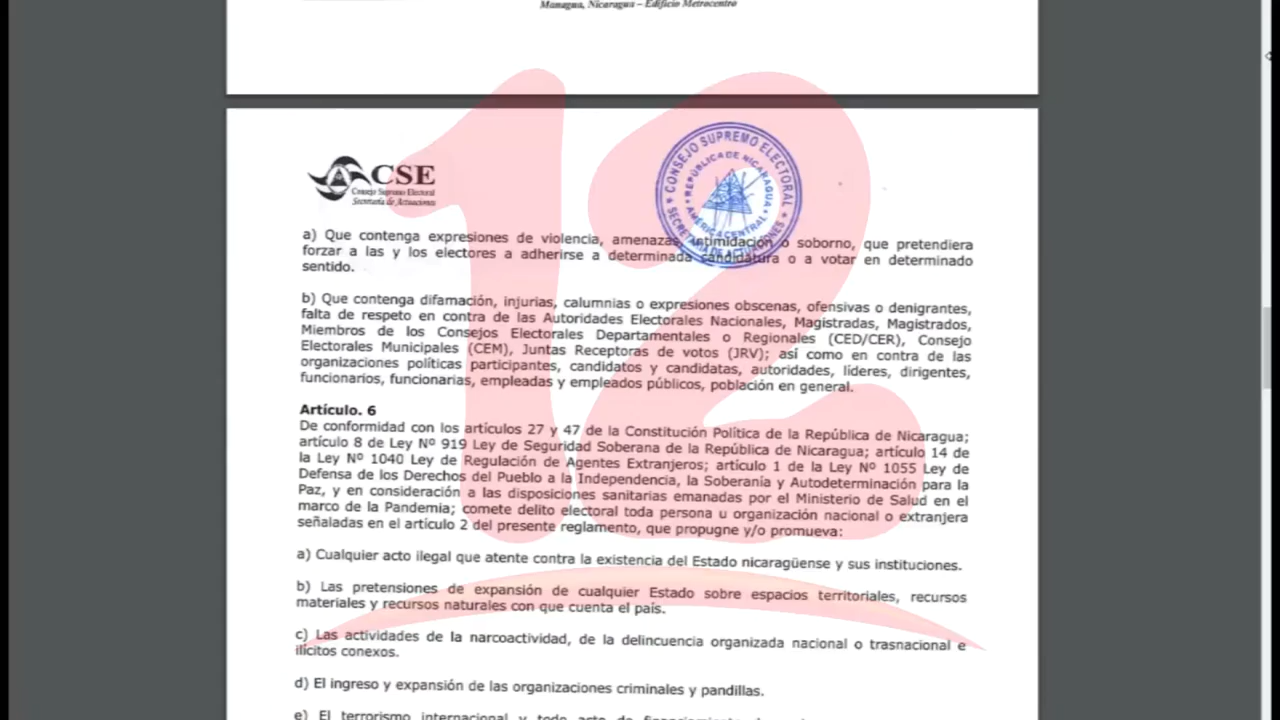 Managua, Nicaragua – Edificio Metrocentro
12
CSE
Consejo Supremo Electoral
Secretaría de Actuaciones
CONSEJO SUPREMO ELECTORAL
REPÚBLICA DE NICARAGUA
AMÉRICA CENTRAL
SECRETARÍA DE ACTUACIONES
a) Que contenga expresiones de violencia, amenazas, intimidación o soborno, que pretendiera
forzar a las y los electores a adherirse a determinada candidatura o a votar en determinado
sentido.
b) Que contenga difamación, injurias, calumnias o expresiones obscenas, ofensivas o denigrantes,
falta de respeto en contra de las Autoridades Electorales Nacionales, Magistradas, Magistrados,
Miembros de los Consejos Electorales Departamentales o Regionales (CED/CER), Consejo
Electorales Municipales (CEM), Juntas Receptoras de votos (JRV); así como en contra de las
organizaciones políticas participantes, candidatos y candidatas, autoridades, líderes, dirigentes,
funcionarios, funcionarias, empleadas y empleados públicos, población en general.
Artículo. 6
De conformidad con los artículos 27 y 47 de la Constitución Política de la República de Nicaragua;
artículo 8 de Ley Nº 919 Ley de Seguridad Soberana de la República de Nicaragua; artículo 14 de
la Ley Nº 1040 Ley de Regulación de Agentes Extranjeros; artículo 1 de la Ley Nº 1055 Ley de
Defensa de los Derechos del Pueblo a la Independencia, la Soberanía y Autodeterminación para la
Paz, y en consideración a las disposiciones sanitarias emanadas por el Ministerio de Salud en el
marco de la Pandemia; comete delito electoral toda persona u organización nacional o extranjera
señaladas en el artículo 2 del presente reglamento, que propugne y/o promueva:
a) Cualquier acto ilegal que atente contra la existencia del Estado nicaragüense y sus instituciones.
b) Las pretensiones de expansión de cualquier Estado sobre espacios territoriales, recursos
materiales y recursos naturales con que cuenta el país.
c) Las actividades de la narcoactividad, de la delincuencia organizada nacional o trasnacional e
ilícitos conexos.
d) El ingreso y expansión de las organizaciones criminales y pandillas.
e) El terrorismo internacional y todo acto de financiamiento